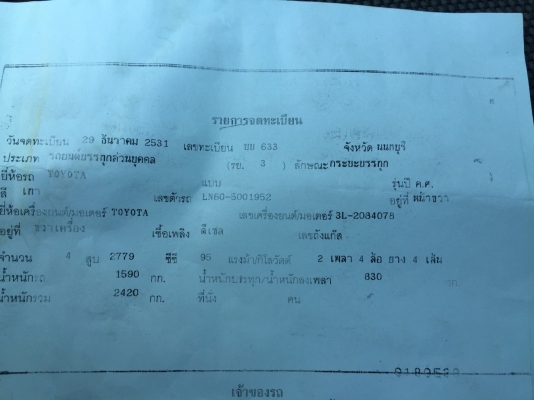 รายการจดทะเบียน
วันจดทะเบียน 29 ธันวาคม 2531 เลขทะเบียน 633 จังหวัด นนทบุรี
ประเภท รถยนต์บรรทุกส่วนบุคคล (รย. 3 ) ลักษณะ กระบะบรรทุก
ยี่ห้อรถ TOYOTA แบบ รุ่นปี ค.ศ.
สี เทา เลขตัวรถ LN60-5001952 อยู่ที่ หน้าขวา
ยี่ห้อเครื่องยนต์/มอเตอร์ TOYOTA เลขเครื่องยนต์/มอเตอร์ 3L-2084078
อยู่ที่ ขวาเครื่อง เชื้อเพลิง ดีเซล เลขถังแก๊ส
จำนวน 4 สูบ 2779 ซีซี 95 แรงม้า/กิโลวัตต์ 2 เพลา 4 ล้อ ยาง 4 เส้น
น้ำหนักรถ 1590 กก. น้ำหนักบรรทุก/น้ำหนักลงเพลา 830 กก.
น้ำหนักรวม 2420 กก. ที่นั่ง คน
เจ้าของรถ